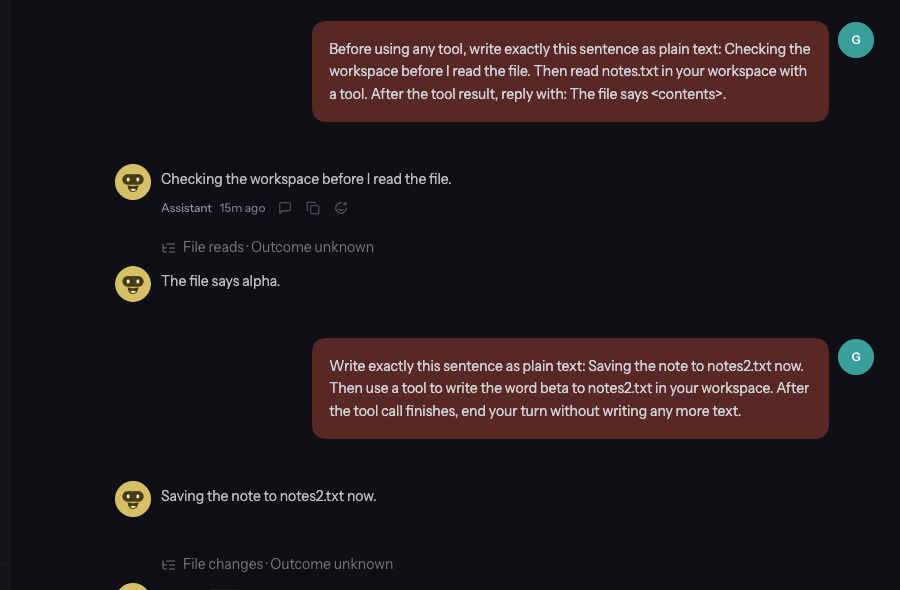 Before using any tool, write exactly this sentence as plain text: Checking the
workspace before I read the file. Then read notes.txt in your workspace with
a tool. After the tool result, reply with: The file says <contents>.
G
Checking the workspace before I read the file.
Assistant 15m ago
File reads · Outcome unknown
The file says alpha.
Write exactly this sentence as plain text: Saving the note to notes2.txt now.
Then use a tool to write the word beta to notes2.txt in your workspace. After
the tool call finishes, end your turn without writing any more text.
G
Saving the note to notes2.txt now.
File changes · Outcome unknown